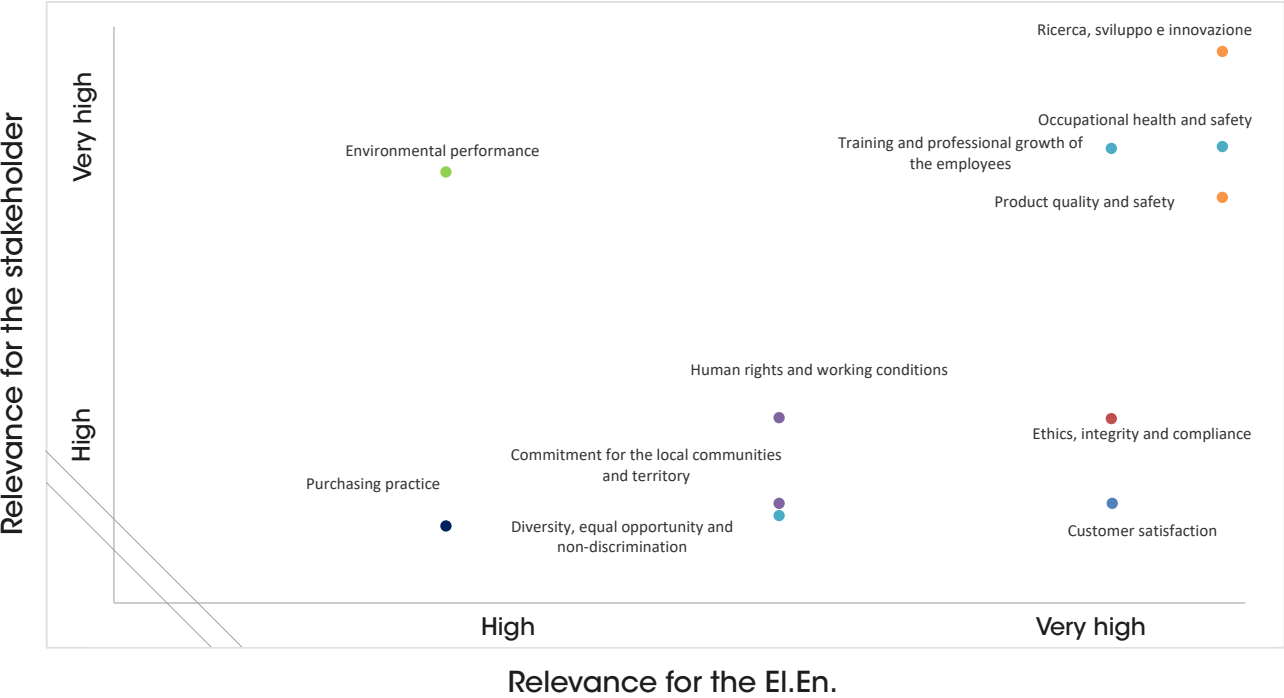 Ricerca, sviluppo e innovazione
Occupational health and safety
Training and professional growth of
the employees
Environmental performance
Product quality and safety
Human rights and working conditions
Ethics, integrity and compliance
Commitment for the local communities
and territory
Purchasing practice
Diversity, equal opportunity and
non-discrimination
Customer satisfaction
Relevance for the stakeholder
Very high
High
High
Very high
Relevance for the El.En.